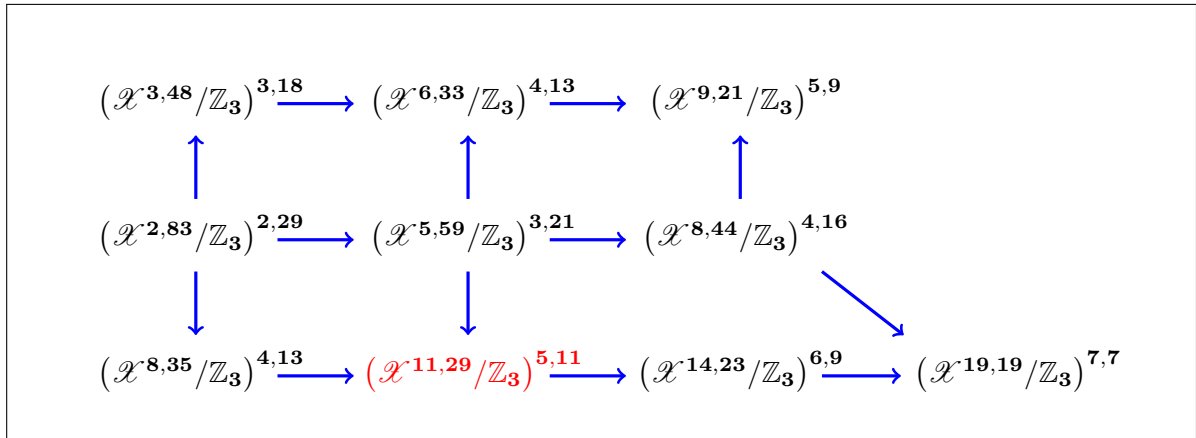 (𝒳^{3,48}/ℤ_3)^{3,18} → (𝒳^{6,33}/ℤ_3)^{4,13} → (𝒳^{9,21}/ℤ_3)^{5,9}
(𝒳^{2,83}/ℤ_3)^{2,29} → (𝒳^{5,59}/ℤ_3)^{3,21} → (𝒳^{8,44}/ℤ_3)^{4,16}
(𝒳^{8,35}/ℤ_3)^{4,13} → (𝒳^{11,29}/ℤ_3)^{5,11} → (𝒳^{14,23}/ℤ_3)^{6,9} → (𝒳^{19,19}/ℤ_3)^{7,7}